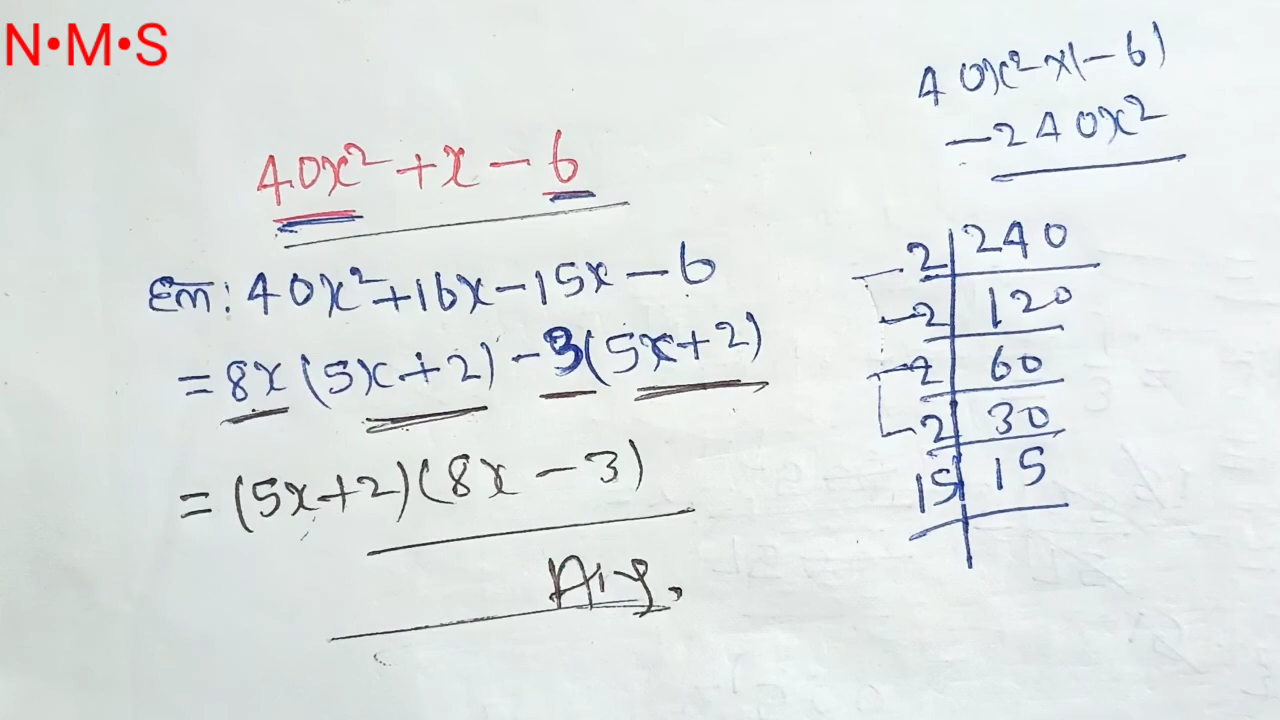 N•M•S
40x² + x - 6
40x² + 16x - 15x - 6
= 8x (5x + 2) - 3 (5x + 2)
= (5x + 2) (8x - 3)
Ans.
40x² × (-6)
-240x²
2 | 240
2 | 120
2 | 60
2 | 30
15 | 15